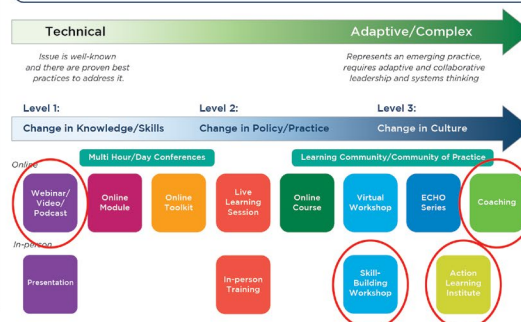 Technical
Adaptive/Complex
Issue is well-known
and there are proven best
practices to address it.
Represents an emerging practice,
requires adaptive and collaborative
leadership and systems thinking
Level 1:
Level 2:
Level 3:
Change in Knowledge/Skills
Change in Policy/Practice
Change in Culture
Multi Hour/Day Conferences
Learning Community/Community of Practice
Online
Webinar/
Video/
Podcast
Online
Module
Online
Toolkit
Live
Learning
Session
Online
Course
Virtual
Workshop
ECHO
Series
Coaching
In-person
Presentation
In-person
Training
Skill-
Building
Workshop
Action
Learning
Institute